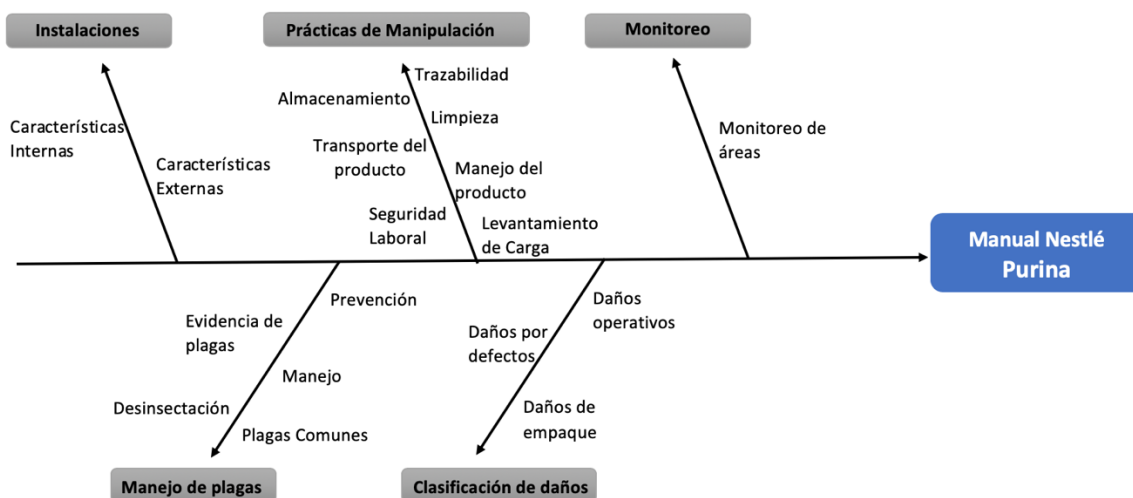 Instalaciones
Prácticas de Manipulación
Monitoreo
Trazabilidad
Almacenamiento
Limpieza
Características
Internas
Características
Externas
Transporte del
producto
Manejo del
producto
Seguridad
Laboral
Levantamiento
de Carga
Monitoreo de
áreas
Manual Nestlé
Purina
Prevención
Evidencia de
plagas
Manejo
Desinsectación
Plagas Comunes
Daños
operativos
Daños por
defectos
Daños de
empaque
Manejo de plagas
Clasificación de daños